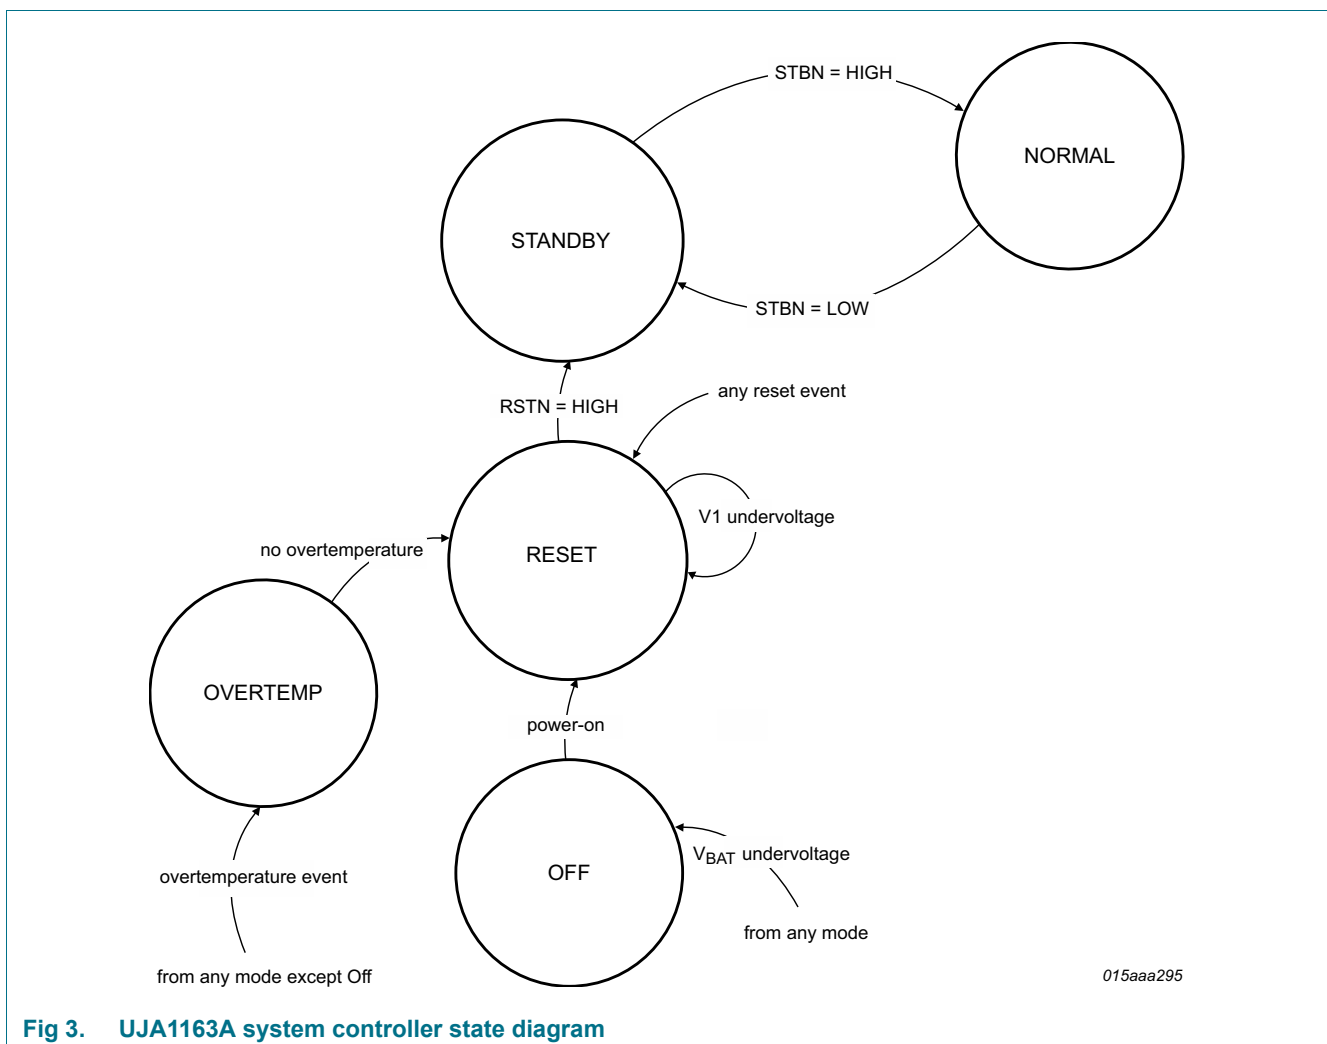 STBN = HIGH
NORMAL
STANDBY
STBN = LOW
any reset event
RSTN = HIGH
V1 undervoltage
no overtemperature
RESET
OVERTEMP
power-on
VBAT undervoltage
OFF
overtemperature event
from any mode
from any mode except Off
015aaa295
Fig 3. UJA1163A system controller state diagram